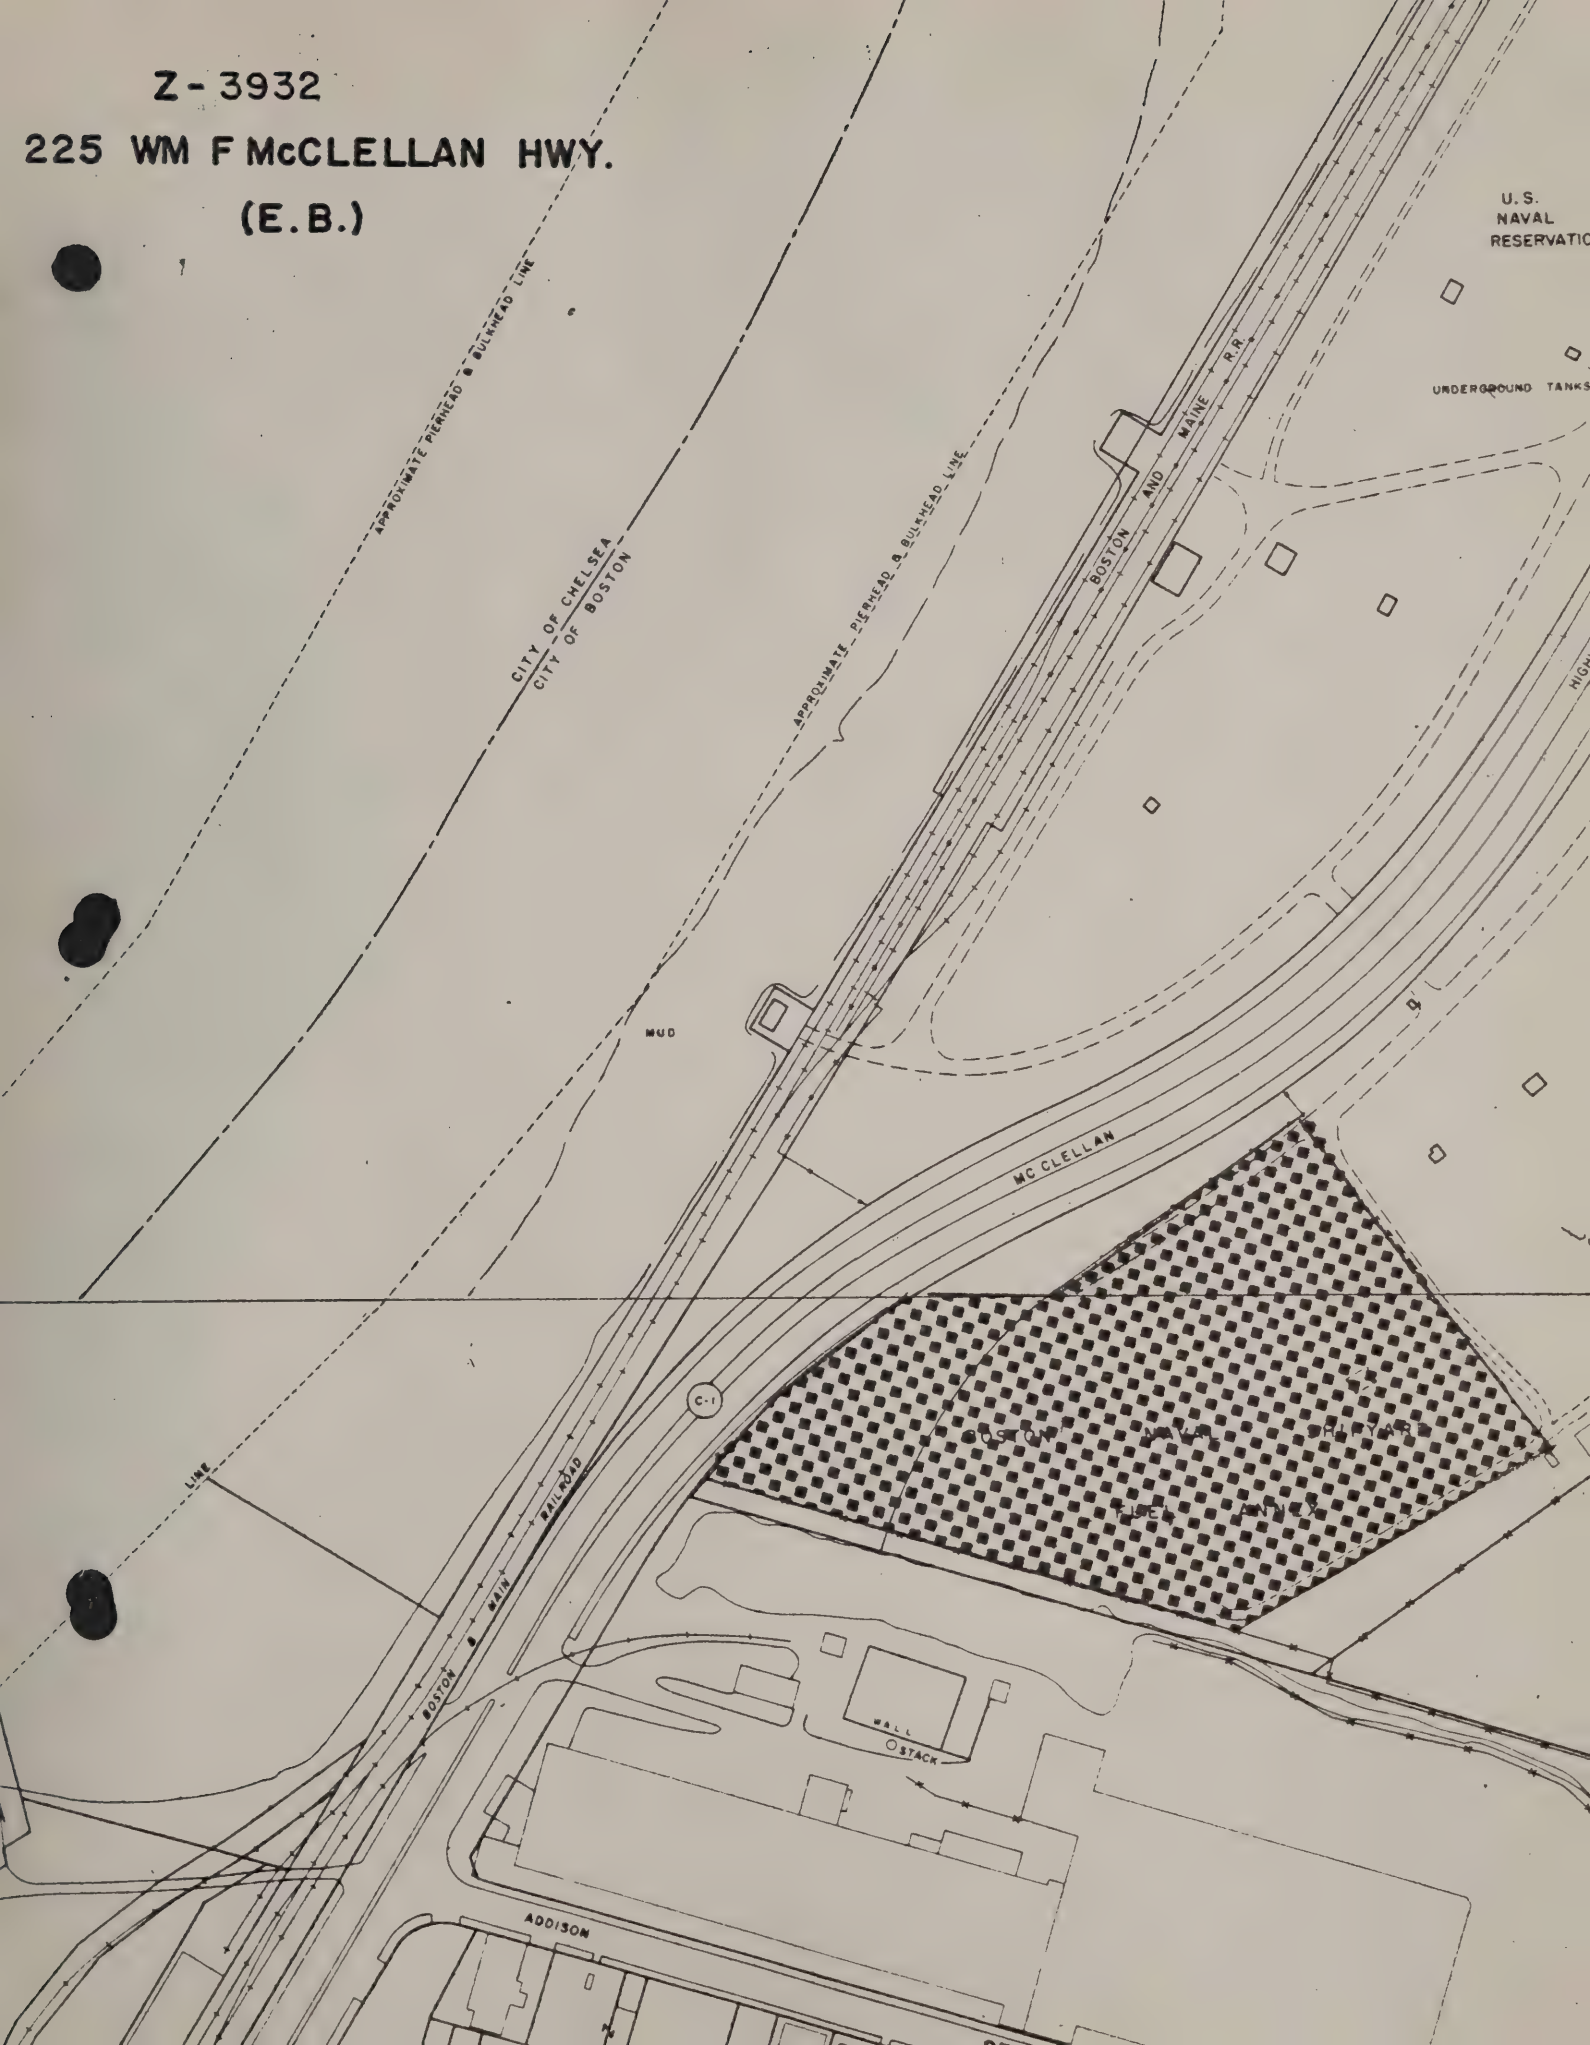 Z-3932
225 WM F McCLELLAN HWY.
(E.B.)
U.S.
NAVAL
RESERVATIO
UNDERGROUND TANKS
APPROXIMATE PIERHEAD & BULKHEAD LINE
CITY OF CHELSEA
CITY OF BOSTON
APPROXIMATE PIERHEAD & BULKHEAD LINE
BOSTON AND MAINE R.R.
HIGH
MUD
MC CLELLAN
C-1
BOSTON NAVAL SHIPYARD
FUEL ANNEX
LINE
BOSTON & MAIN RAILROAD
WALL
STACK
ADDISON